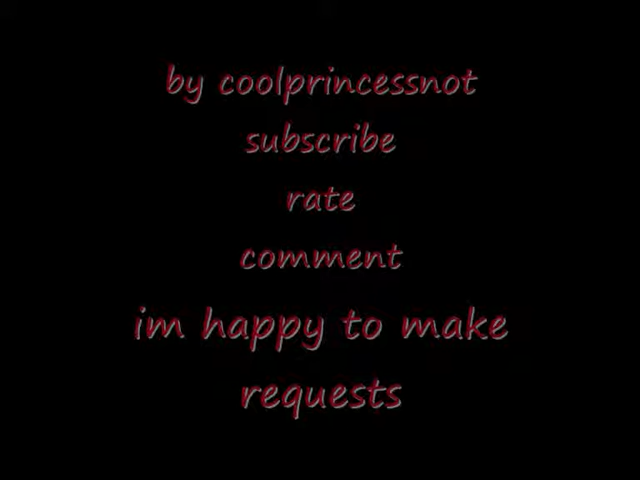 by coolprincessnot
subscribe
rate
comment
im happy to make
requests